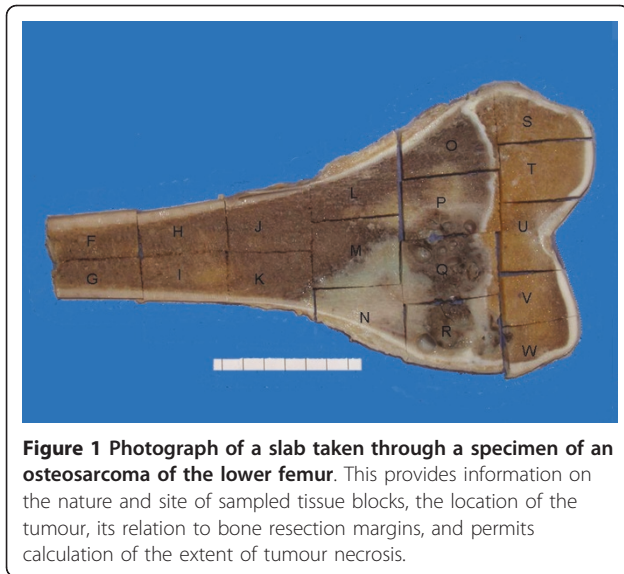 S
O
T
L
P
H
J
F
U
M
Q
G
I
K
V
N
R
W
Figure 1 Photograph of a slab taken through a specimen of an
osteosarcoma of the lower femur. This provides information on
the nature and site of sampled tissue blocks, the location of the
tumour, its relation to bone resection margins, and permits
calculation of the extent of tumour necrosis.